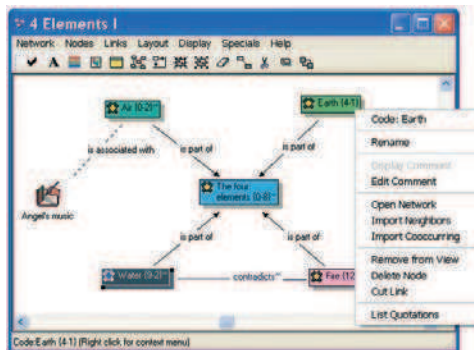 4 Elements I
Network Nodes Links Layout Display Specials Help
Air {0-2}~
Earth {4-1}
is associated with
is part of
is part of
Angel's music
The four
elements {0-8}~
is part of
is part of
Water {9-2}~
contradicts~
Fire {12
Code: Earth
Rename
Display Comment
Edit Comment
Open Network
Import Neighbors
Import Cooccurring
Remove from View
Delete Node
Cut Link
List Quotations
Code:Earth {4-1} (Right click for context menu)